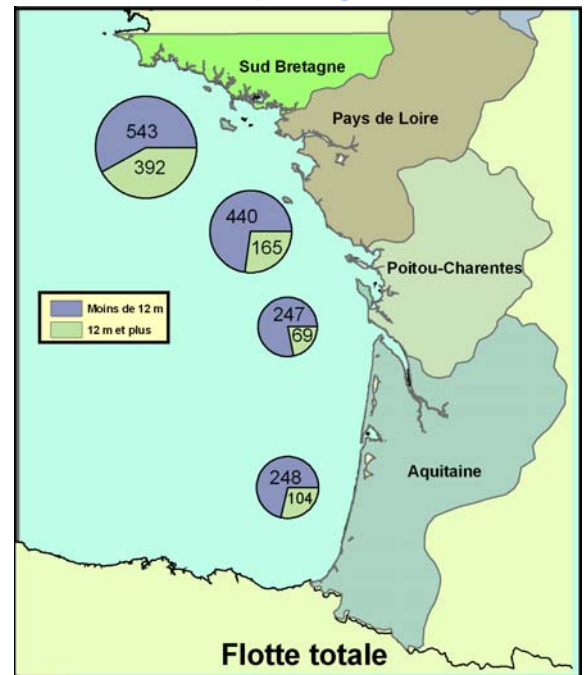 Sud Bretagne
543
392
Pays de Loire
440
165
Poitou-Charentes
Moins de 12 m
12 m et plus
247
69
248
104
Aquitaine
Flotte totale